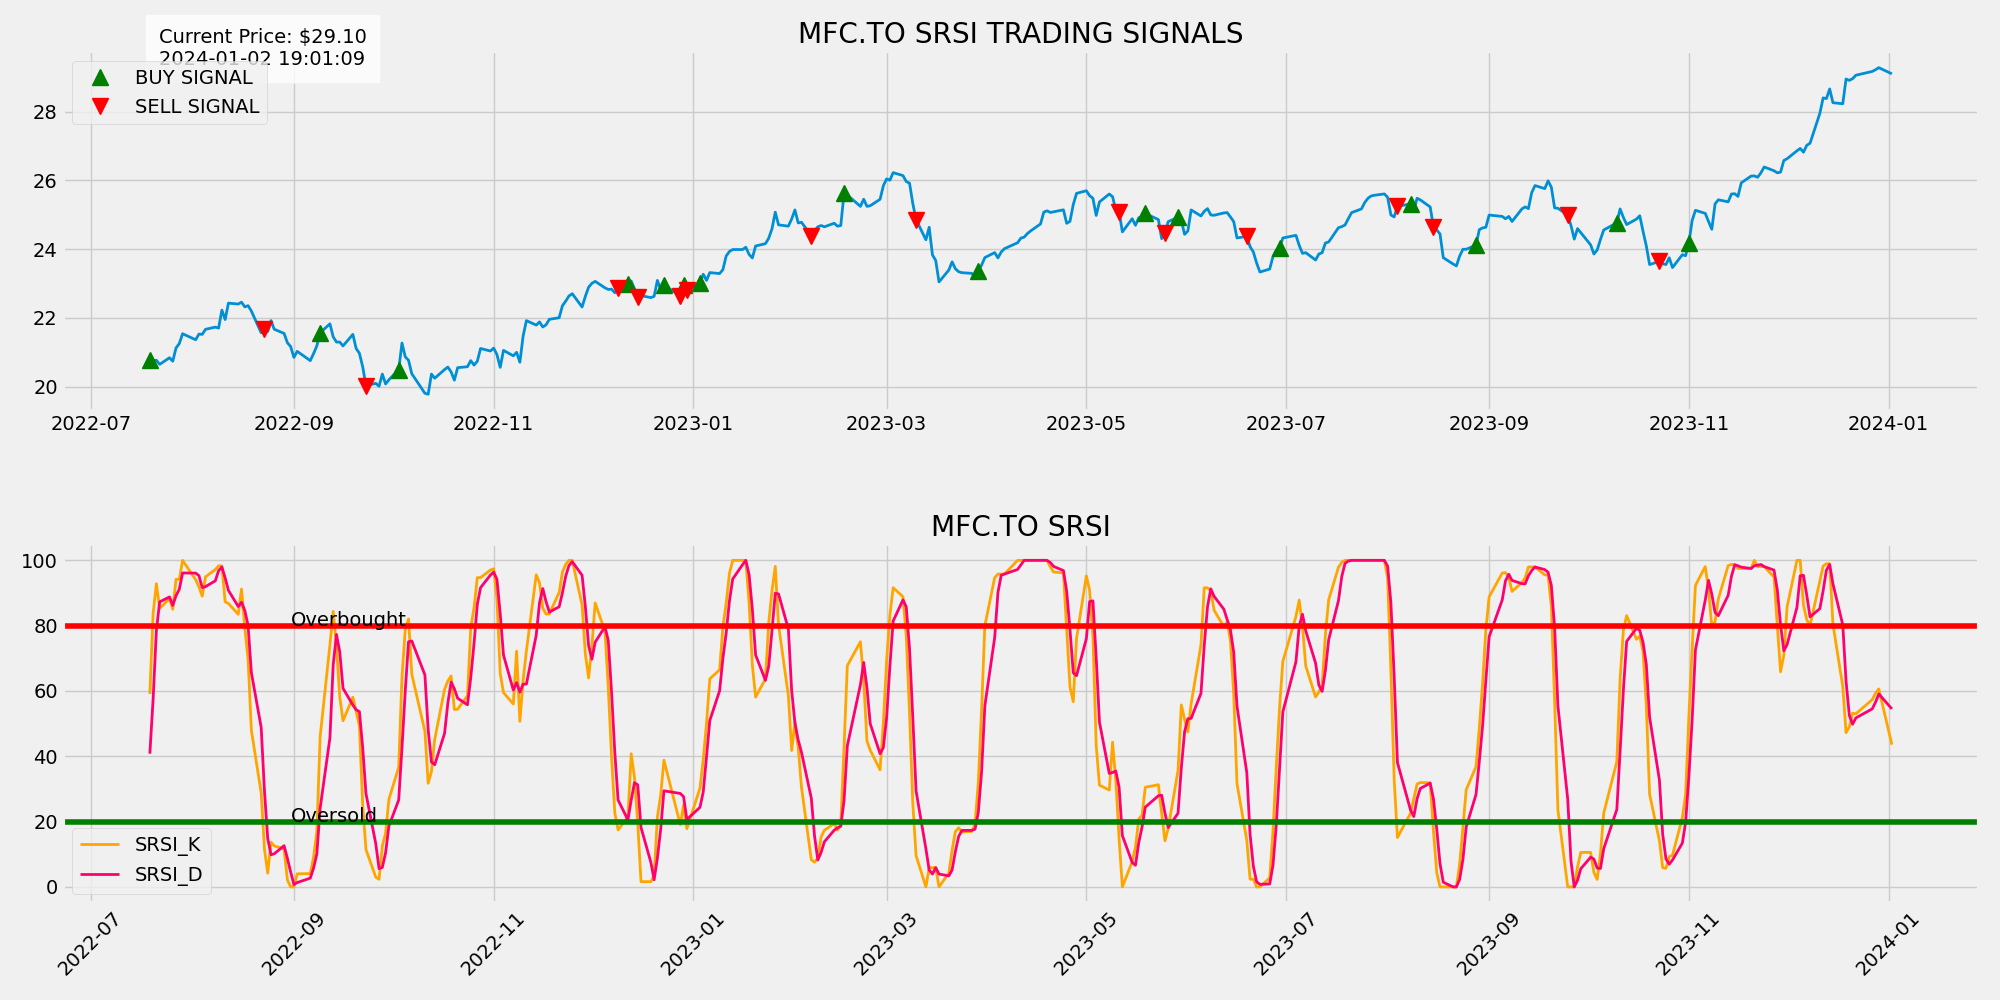 MFC.TO SRSI TRADING SIGNALS
Current Price: $29.10
2024-01-02 19:01:09
BUY SIGNAL
SELL SIGNAL
28
26
24
22
20
2022-07 2022-09 2022-11 2023-01 2023-03 2023-05 2023-07 2023-09 2023-11 2024-01
MFC.TO SRSI
100
80
60
40
20
0
Overbought
Oversold
SRSI_K
SRSI_D
2022-07 2022-09 2022-11 2023-01 2023-03 2023-05 2023-07 2023-09 2023-11 2024-01